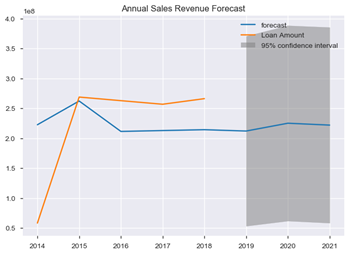 Annual Sales Revenue Forecast
1e8
forecast
Loan Amount
95% confidence interval
4.0
3.5
3.0
2.5
2.0
1.5
1.0
0.5
2014 2015 2016 2017 2018 2019 2020 2021